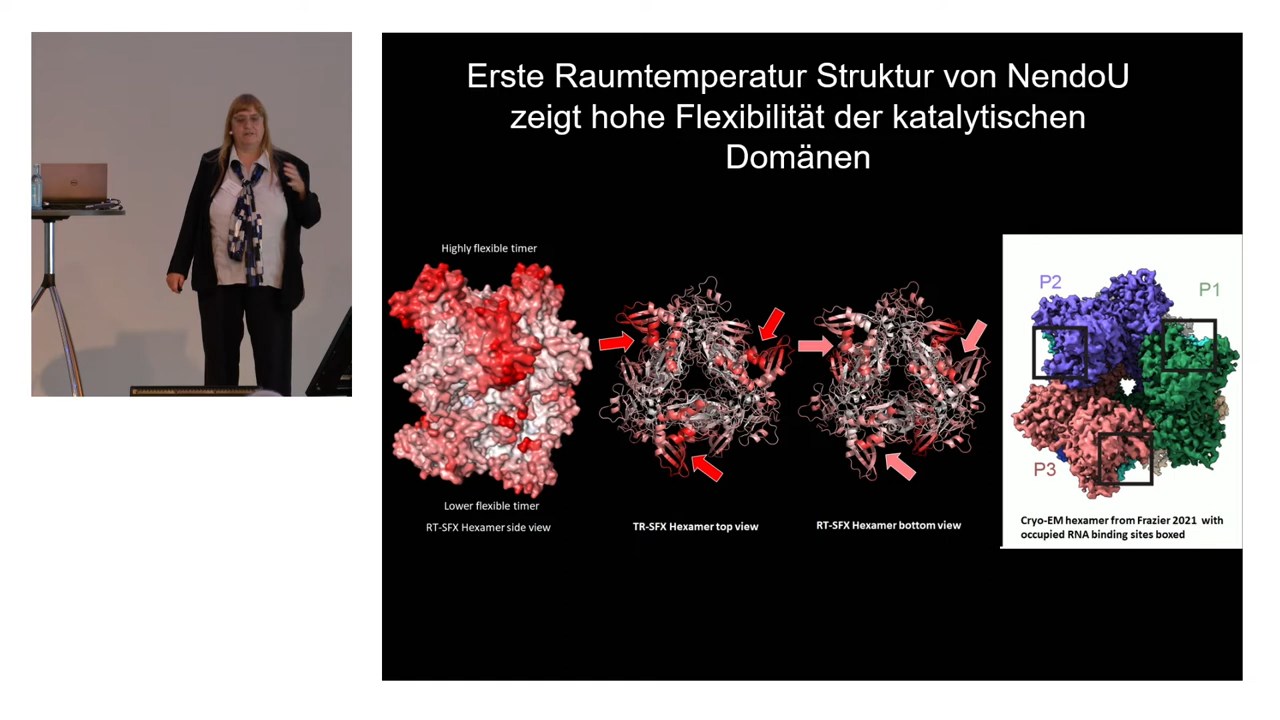 Erste Raumtemperatur Struktur von NendoU
zeigt hohe Flexibilität der katalytischen
Domänen
Highly flexible timer
Lower flexible timer
RT-SFX Hexamer side view
TR-SFX Hexamer top view
RT-SFX Hexamer bottom view
P2
P1
P3
Cryo-EM hexamer from Frazier 2021 with
occupied RNA binding sites boxed